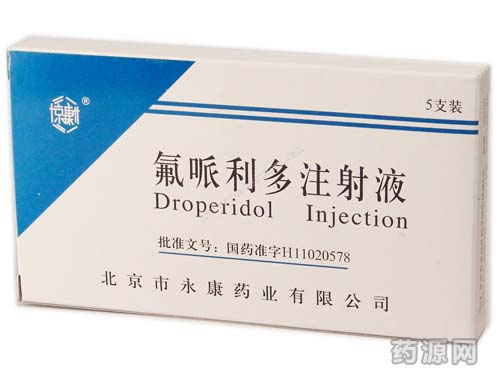 京康 ®
5支装
氟哌利多注射液
Droperidol Injection
批准文号：国药准字H11020578
北京市永康药业有限公司
药源网